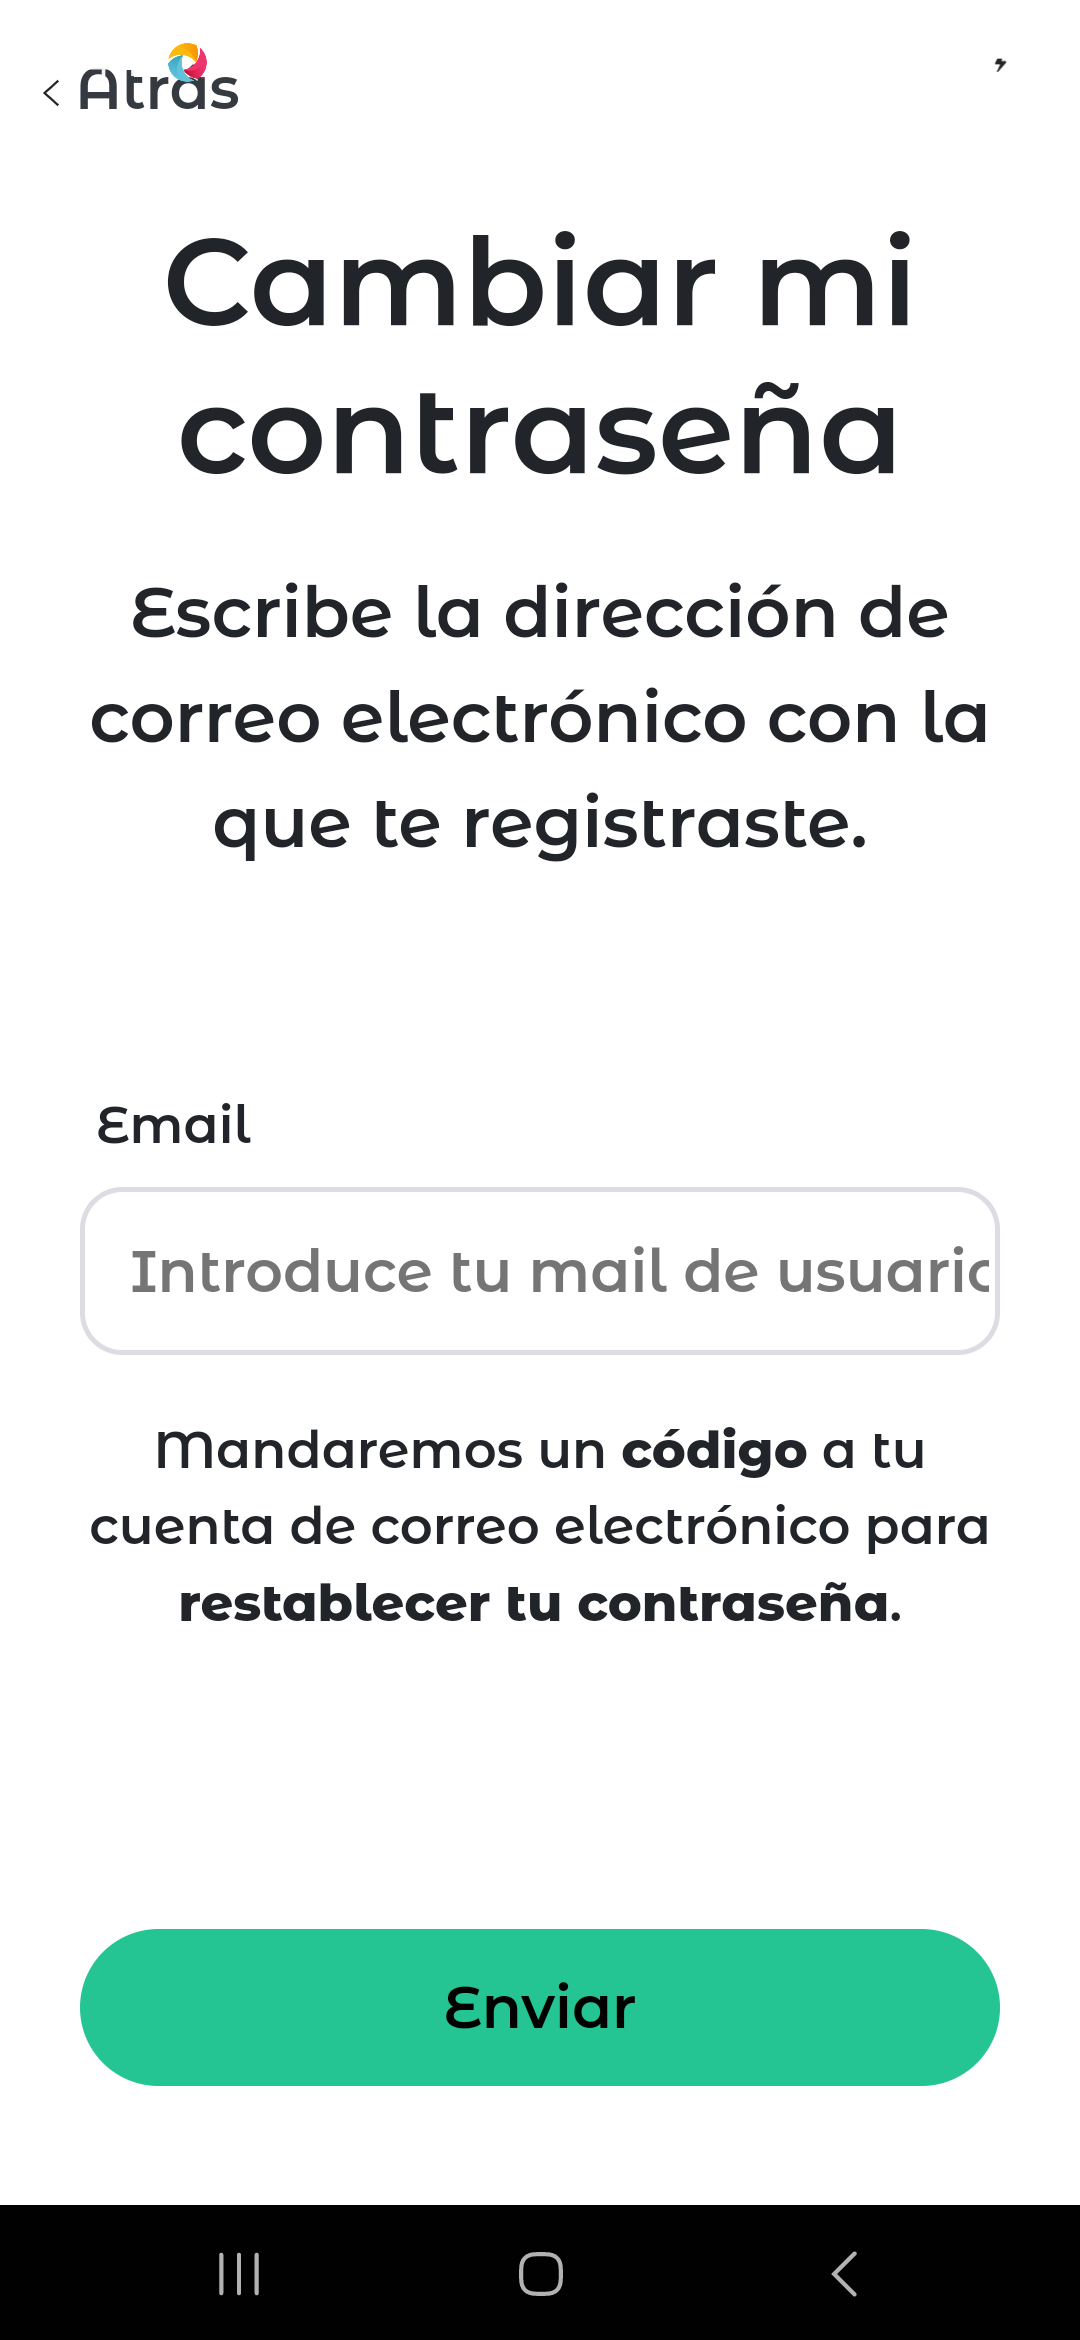 Atrás
Cambiar mi
contraseña
Escribe la dirección de
correo electrónico con la
que te registraste.
Email
Introduce tu mail de usuario
Mandaremos un código a tu
cuenta de correo electrónico para
restablecer tu contraseña.
Enviar